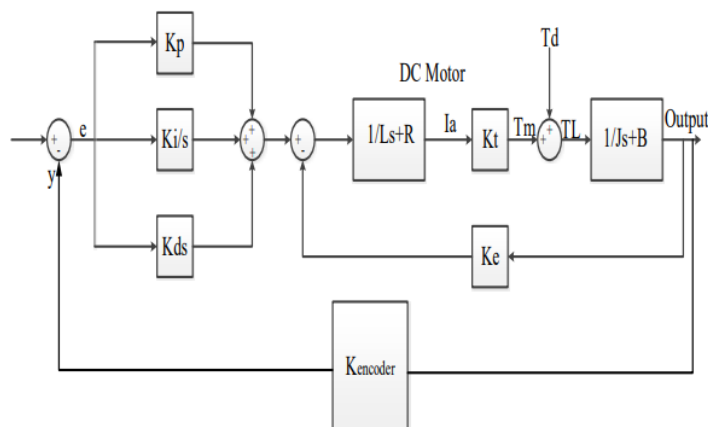 Kp
Td
DC Motor
e
Ki/s
1/Ls+R
Ia
Kt
Tm
TL
1/Js+B
Output
y
Kds
Ke
Kencoder
+
-
+
+
+
+
-
+
+